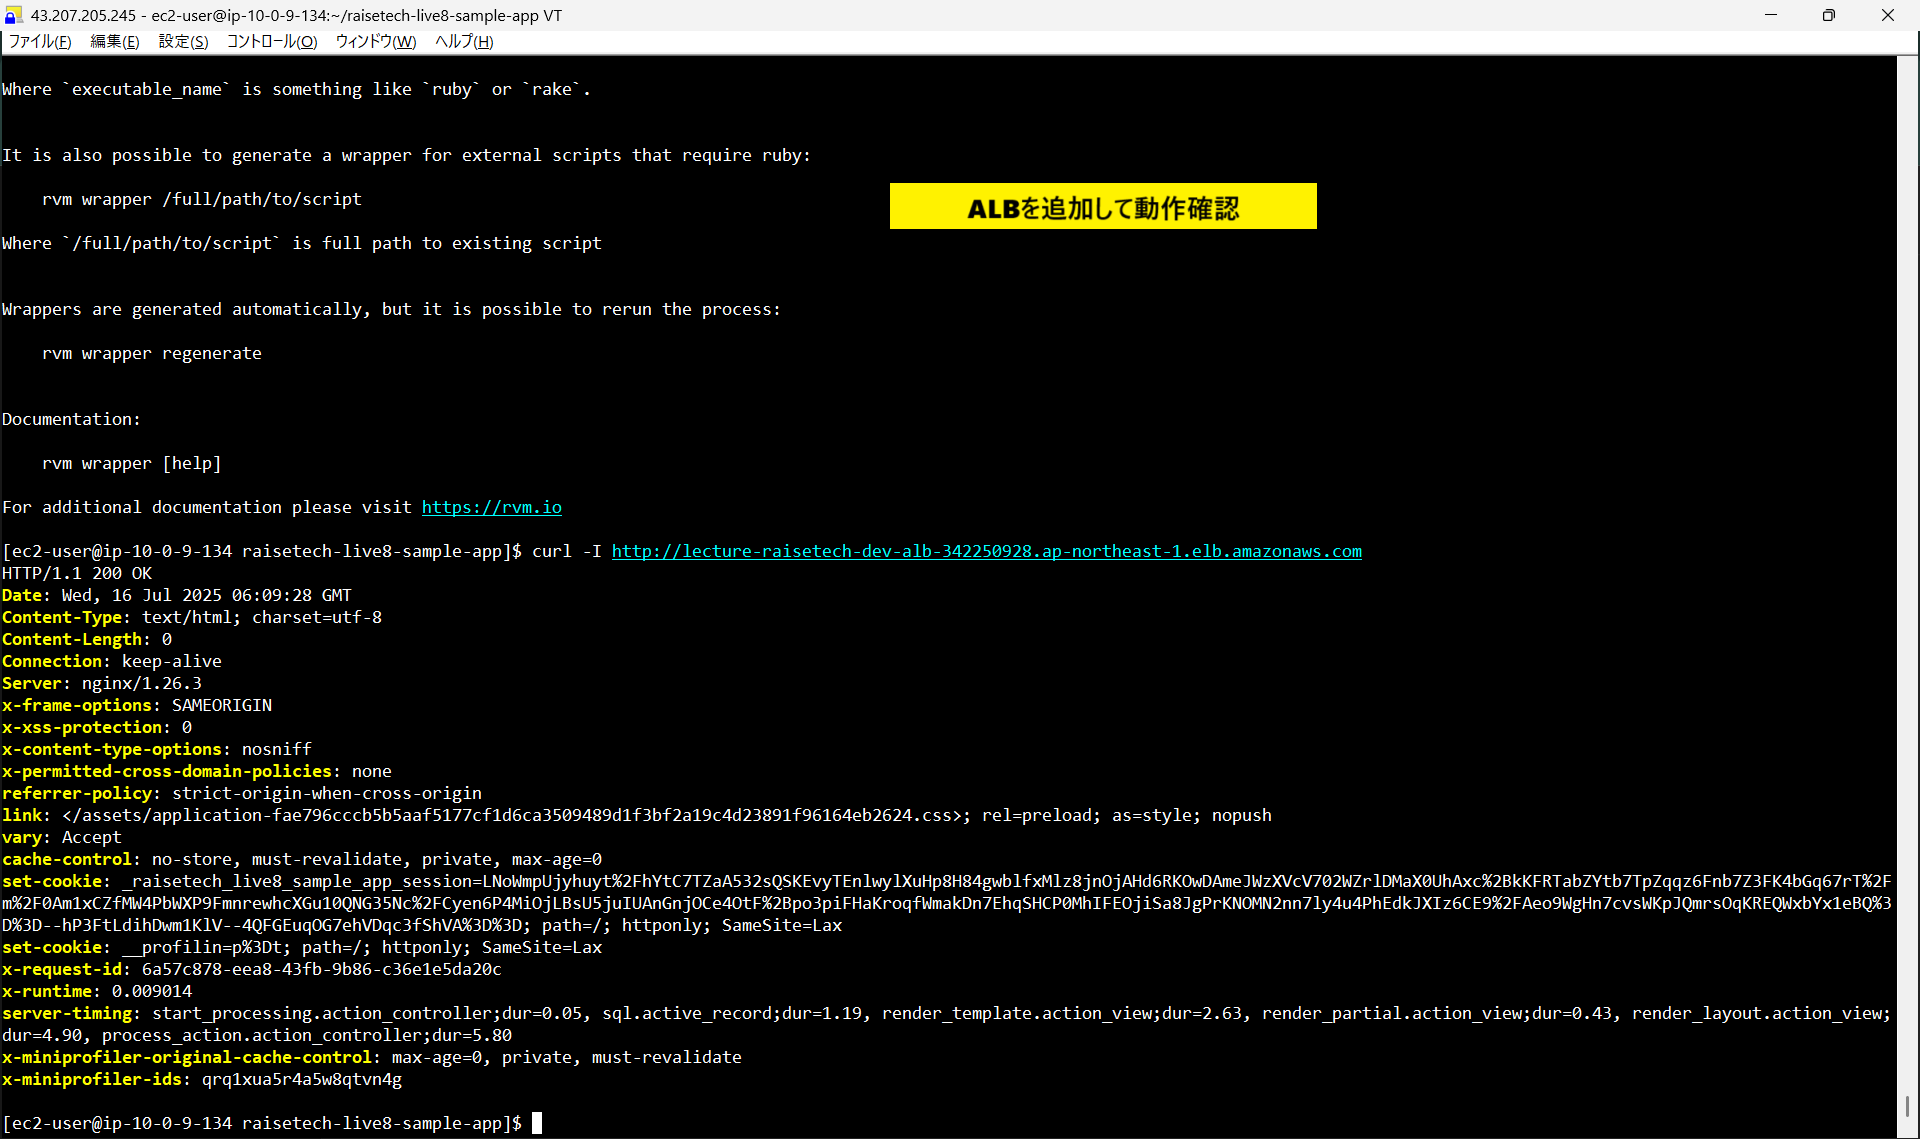 43.207.205.245 - ec2-user@ip-10-0-9-134:~/raisetech-live8-sample-app VT
ファイル(F) 編集(E) 設定(S) コントロール(O) ウィンドウ(W) ヘルプ(H)
Where `executable_name` is something like `ruby` or `rake`.
It is also possible to generate a wrapper for external scripts that require ruby:
rvm wrapper /full/path/to/script
ALBを追加して動作確認
Where `/full/path/to/script` is full path to existing script
Wrappers are generated automatically, but it is possible to rerun the process:
rvm wrapper regenerate
Documentation:
rvm wrapper [help]
For additional documentation please visit https://rvm.io
[ec2-user@ip-10-0-9-134 raisetech-live8-sample-app]$ curl -I http://lecture-raisetech-dev-alb-342250928.ap-northeast-1.elb.amazonaws.com
HTTP/1.1 200 OK
Date: Wed, 16 Jul 2025 06:09:28 GMT
Content-Type: text/html; charset=utf-8
Content-Length: 0
Connection: keep-alive
Server: nginx/1.26.3
x-frame-options: SAMEORIGIN
x-xss-protection: 0
x-content-type-options: nosniff
x-permitted-cross-domain-policies: none
referrer-policy: strict-origin-when-cross-origin
link: </assets/application-fae796cccb5b5aaf5177cf1d6ca3509489d1f3bf2a19c4d23891f96164eb2624.css>; rel=preload; as=style; nopush
vary: Accept
cache-control: no-store, must-revalidate, private, max-age=0
set-cookie: _raisetech_live8_sample_app_session=LNoWmpUjyhuyt%2FhYtC7TZaA532sQSKEvyTEnlwylXuHp8H84gwblfxMlz8jnOjAHd6RKOwDAmeJWzXVcV702WZrlDMaX0UhAxc%2BkKFRTabZYtb7TpZqqz6Fnb7Z3FK4bGq67rT%2F
m%2F0Am1xCZfMW4PbWXP9FmnrewhcXGu10QNG35Nc%2FCyen6P4MiOjLBsU5juIUAnGnjOCe4OtF%2Bpo3piFHaKroqfWmakDn7EhqSHCP0MhIFEOjiSa8JgPrKNOMN2nn7ly4u4PhEdkJXIz6CE9%2FAeo9WgHn7cvsWKpJQmrsOqKREQWxbYx1eBQ%3
D%3D--hP3FtLdihDwm1KlV--4QFGEuqOG7ehVDqc3fShVA%3D%3D; path=/; httponly; SameSite=Lax
set-cookie: __profilin=p%3Dt; path=/; httponly; SameSite=Lax
x-request-id: 6a57c878-eea8-43fb-9b86-c36e1e5da20c
x-runtime: 0.009014
server-timing: start_processing.action_controller;dur=0.05, sql.active_record;dur=1.19, render_template.action_view;dur=2.63, render_partial.action_view;dur=0.43, render_layout.action_view;
dur=4.90, process_action.action_controller;dur=5.80
x-miniprofiler-original-cache-control: max-age=0, private, must-revalidate
x-miniprofiler-ids: qrq1xua5r4a5w8qtvn4g
[ec2-user@ip-10-0-9-134 raisetech-live8-sample-app]$